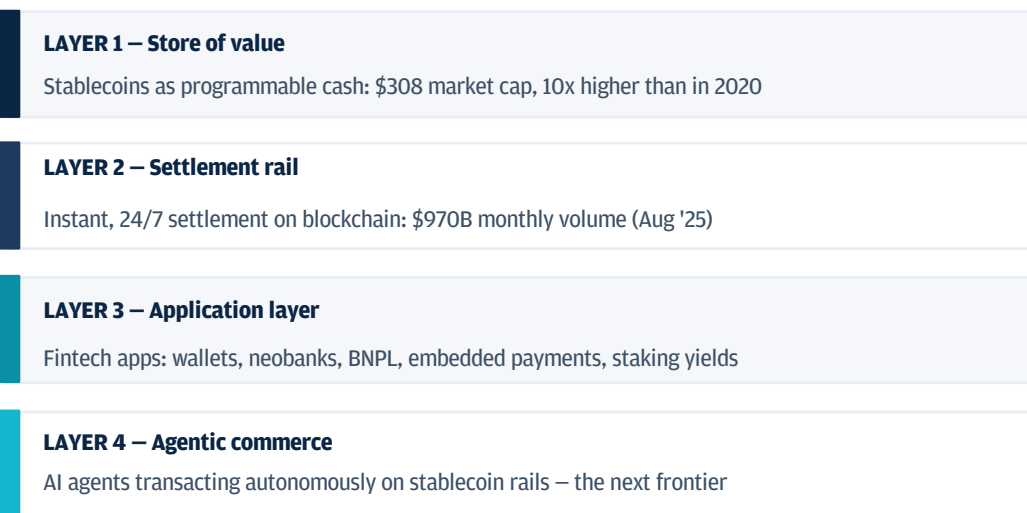 LAYER 1 – Store of value
Stablecoins as programmable cash: $308 market cap, 10x higher than in 2020
LAYER 2 – Settlement rail
Instant, 24/7 settlement on blockchain: $970B monthly volume (Aug '25)
LAYER 3 – Application layer
Fintech apps: wallets, neobanks, BNPL, embedded payments, staking yields
LAYER 4 – Agentic commerce
AI agents transacting autonomously on stablecoin rails – the next frontier